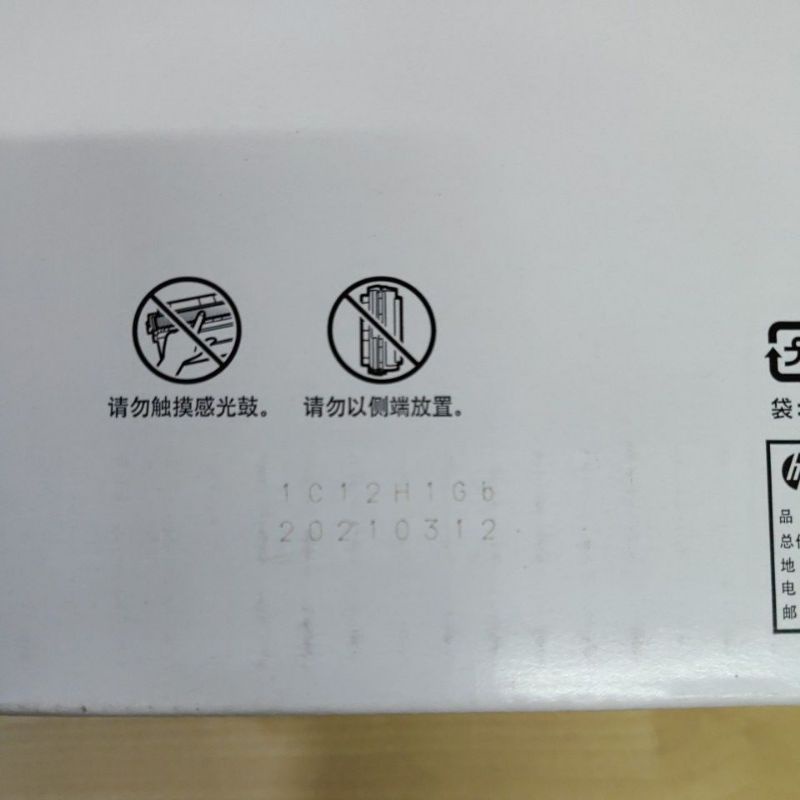 请勿触摸感光鼓。
请勿以侧端放置。
1C12H1Gb
20210312
袋:
hp
品
总
地
电
邮